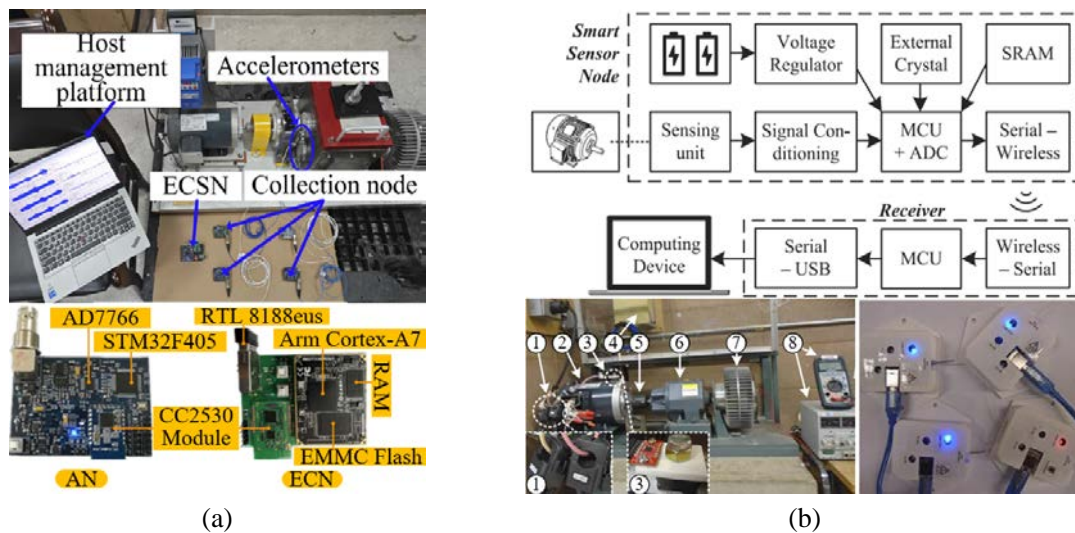 Host
management
platform
Accelerometers
ECSN
Collection node
AD7766
STM32F405
RTL 8188eus
Arm Cortex-A7
RAM
CC2530
Module
EMMC Flash
AN
ECN
(a)
Smart
Sensor
Node
Voltage
Regulator
External
Crystal
SRAM
Sensing
unit
Signal Con-
ditioning
MCU
+ ADC
Serial –
Wireless
Receiver
Computing
Device
Serial
– USB
MCU
Wireless
– Serial
1
2
3
4
5
6
7
8
1
3
(b)